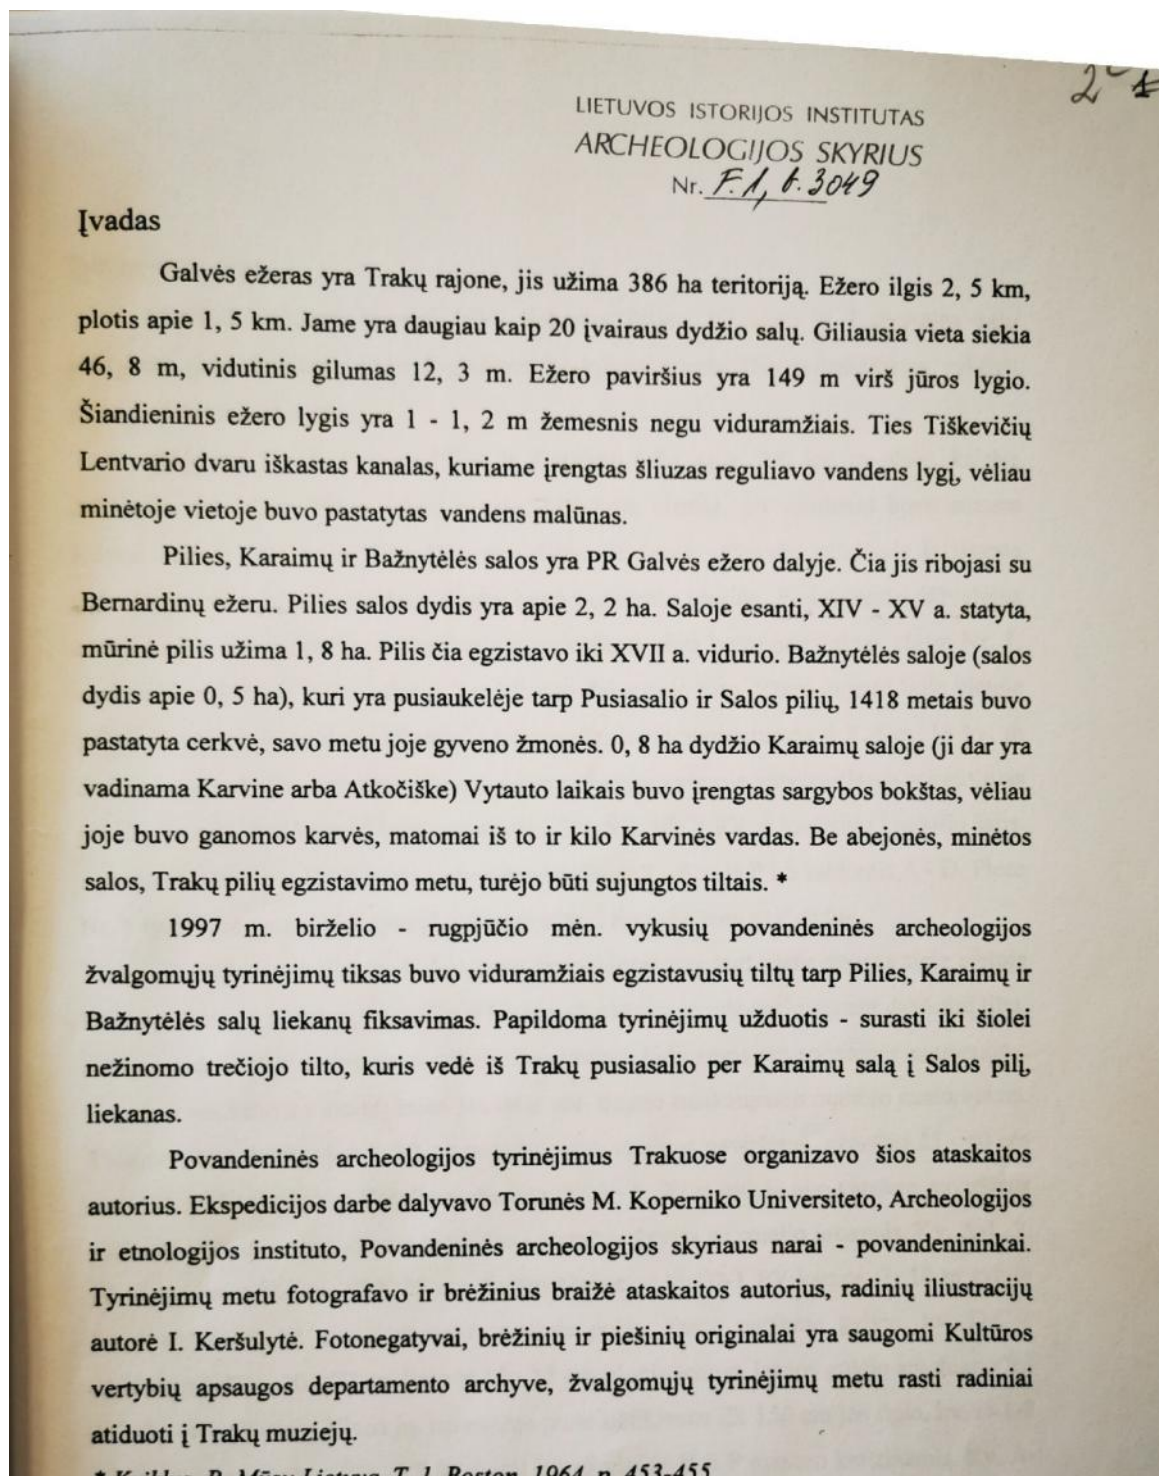 2
LIETUVOS ISTORIJOS INSTITUTAS
ARCHEOLOGIJOS SKYRIUS
Nr. F.1, b.3049
Įvadas
Galvės ežeras yra Trakų rajone, jis užima 386 ha teritoriją. Ežero ilgis 2, 5 km,
plotis apie 1, 5 km. Jame yra daugiau kaip 20 įvairaus dydžio salų. Giliausia vieta siekia
46, 8 m, vidutinis gilumas 12, 3 m. Ežero paviršius yra 149 m virš jūros lygio.
Šiandieninis ežero lygis yra 1 - 1, 2 m žemesnis negu viduramžiais. Ties Tiškevičių
Lentvario dvaru iškastas kanalas, kuriame įrengtas šliuzas reguliavo vandens lygį, vėliau
minėtoje vietoje buvo pastatytas vandens malūnas.
Pilies, Karaimų ir Bažnytėlės salos yra PR Galvės ežero dalyje. Čia jis ribojasi su
Bernardinų ežeru. Pilies salos dydis yra apie 2, 2 ha. Saloje esanti, XIV - XV a. statyta,
mūrinė pilis užima 1, 8 ha. Pilis čia egzistavo iki XVII a. vidurio. Bažnytėlės saloje (salos
dydis apie 0, 5 ha), kuri yra pusiaukelėje tarp Pusiasalio ir Salos pilių, 1418 metais buvo
pastatyta cerkvė, savo metu joje gyveno žmonės. 0, 8 ha dydžio Karaimų saloje (ji dar yra
vadinama Karvine arba Atkočiške) Vytauto laikais buvo įrengtas sargybos bokštas, vėliau
joje buvo ganomos karvės, matomai iš to ir kilo Karvinės vardas. Be abejonės, minėtos
salos, Trakų pilių egzistavimo metu, turėjo būti sujungtos tiltais. *
1997 m. birželio - rugpjūčio mėn. vykusių povandeninės archeologijos
žvalgomųjų tyrinėjimų tiksas buvo viduramžiais egzistavusių tiltų tarp Pilies, Karaimų ir
Bažnytėlės salų liekanų fiksavimas. Papildoma tyrinėjimų užduotis - surasti iki šiolei
nežinomo trečiojo tilto, kuris vedė iš Trakų pusiasalio per Karaimų salą į Salos pilį,
liekanas.
Povandeninės archeologijos tyrinėjimus Trakuose organizavo šios ataskaitos
autorius. Ekspedicijos darbe dalyvavo Torunės M. Koperniko Universiteto, Archeologijos
ir etnologijos instituto, Povandeninės archeologijos skyriaus narai - povandenininkai.
Tyrinėjimų metu fotografavo ir brėžinius braižė ataskaitos autorius, radinių iliustracijų
autorė I. Keršulytė. Fotonegatyvai, brėžinių ir piešinių originalai yra saugomi Kultūros
vertybių apsaugos departamento archyve, žvalgomųjų tyrinėjimų metu rasti radiniai
atiduoti į Trakų muziejų.
Mūsų Lietuva. T. I. Boston, 1964. p. 453-455